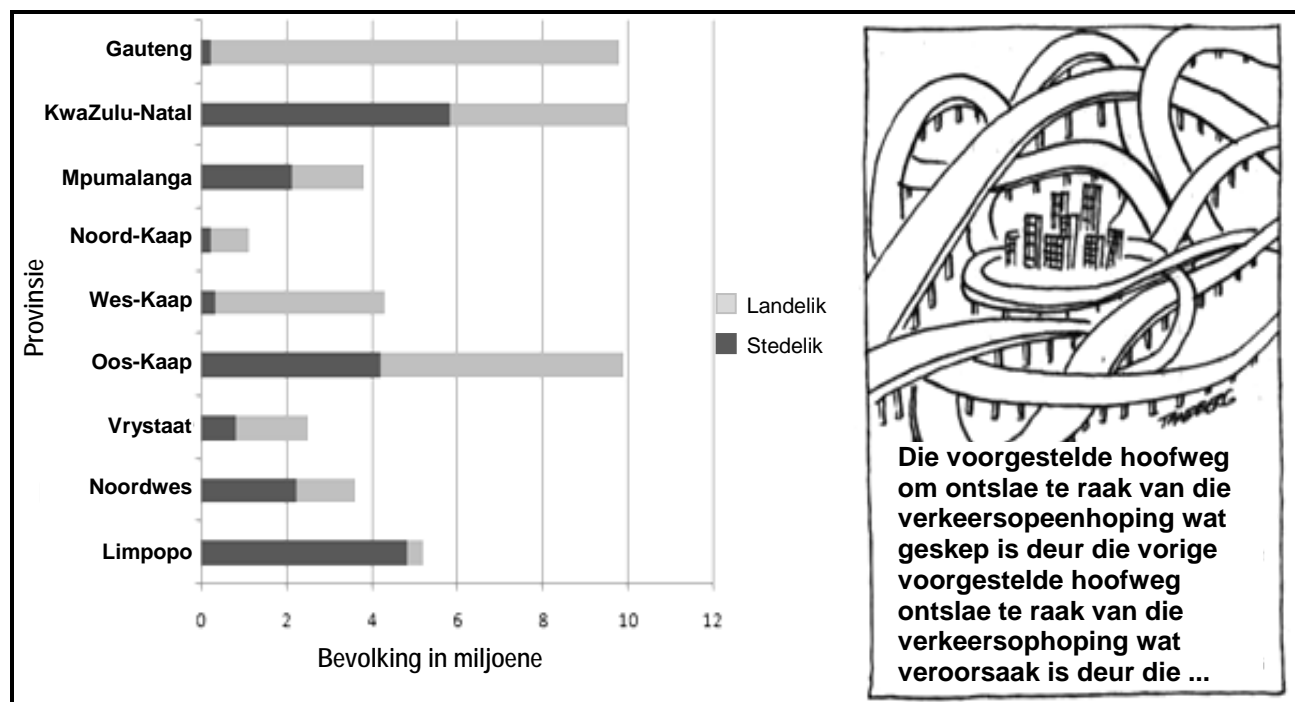 Gauteng
KwaZulu-Natal
Mpumalanga
Noord-Kaap
Wes-Kaap
Oos-Kaap
Vrystaat
Noordwes
Limpopo
Provinsie
0 2 4 6 8 10 12
Bevolking in miljoene
Landelik
Stedelik
TANDBERG
Die voorgestelde hoofweg
om ontslae te raak van die
verkeersopeenhoping wat
geskep is deur die vorige
voorgestelde hoofweg
ontslae te raak van die
verkeersophoping wat
veroorsaak is deur die ...